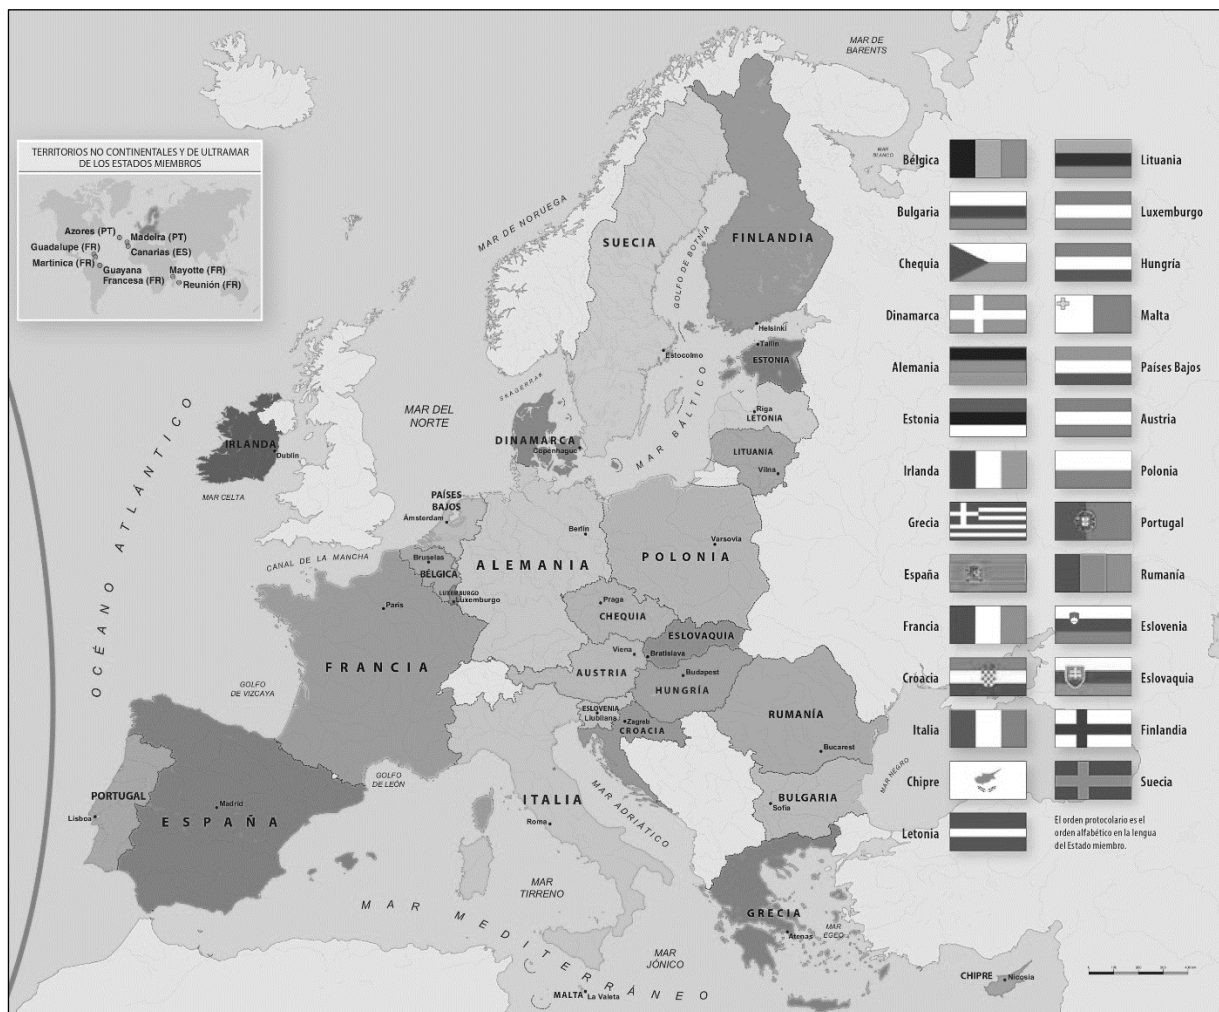 TERRITORIOS NO CONTINENTALES Y DE ULTRAMAR
DE LOS ESTADOS MIEMBROS
Azores (PT)
Madeira (PT)
Guadalupe (FR)
Canarias (ES)
Martinica (FR)
Guayana
Francesa (FR)
Mayotte (FR)
Reunión (FR)
MAR DE
BARENTS
MAR
BLANCO
MAR DE NORUEGA
SUECIA
FINLANDIA
GOLFO DE BOTNIA
Helsinki
Tallin
Estocolmo
ESTONIA
SKAGERRAK
MAR DEL
NORTE
MAR BÁLTICO
Riga
LETONIA
OCÉANO ATLÁNTICO
IRLANDA
Dublín
DINAMARCA
Copenhague
LITUANIA
Vilna
MAR CELTA
PAÍSES
BAJOS
Ámsterdam
Berlín
Varsovia
CANAL DE LA MANCHA
Bruselas
BÉLGICA
ALEMANIA
POLONIA
LUXEMBURGO
Luxemburgo
París
Praga
CHEQUIA
ESLOVAQUIA
Viena
Bratislava
FRANCIA
AUSTRIA
Budapest
HUNGRÍA
GOLFO
DE VIZCAYA
ESLOVENIA
Liubliana
Zagreb
CROACIA
RUMANÍA
Bucarest
MAR NEGRO
GOLFO
DE LEÓN
PORTUGAL
Lisboa
Madrid
ESPAÑA
ITALIA
Roma
MAR ADRIÁTICO
BULGARIA
Sofía
MAR
TIRRENO
MAR MEDITERRÁNEO
GRECIA
Atenas
MAR
EGEO
MAR
JÓNICO
MALTA
La Valeta
CHIPRE
Nicosia
Bélgica
Lituania
Bulgaria
Luxemburgo
Chequia
Hungría
Dinamarca
Malta
Alemania
Países Bajos
Estonia
Austria
Irlanda
Polonia
Grecia
Portugal
España
Rumanía
Francia
Eslovenia
Croacia
Eslovaquia
Italia
Finlandia
Chipre
Suecia
Letonia
El orden protocolario es el
orden alfabético en la lengua
del Estado miembro.